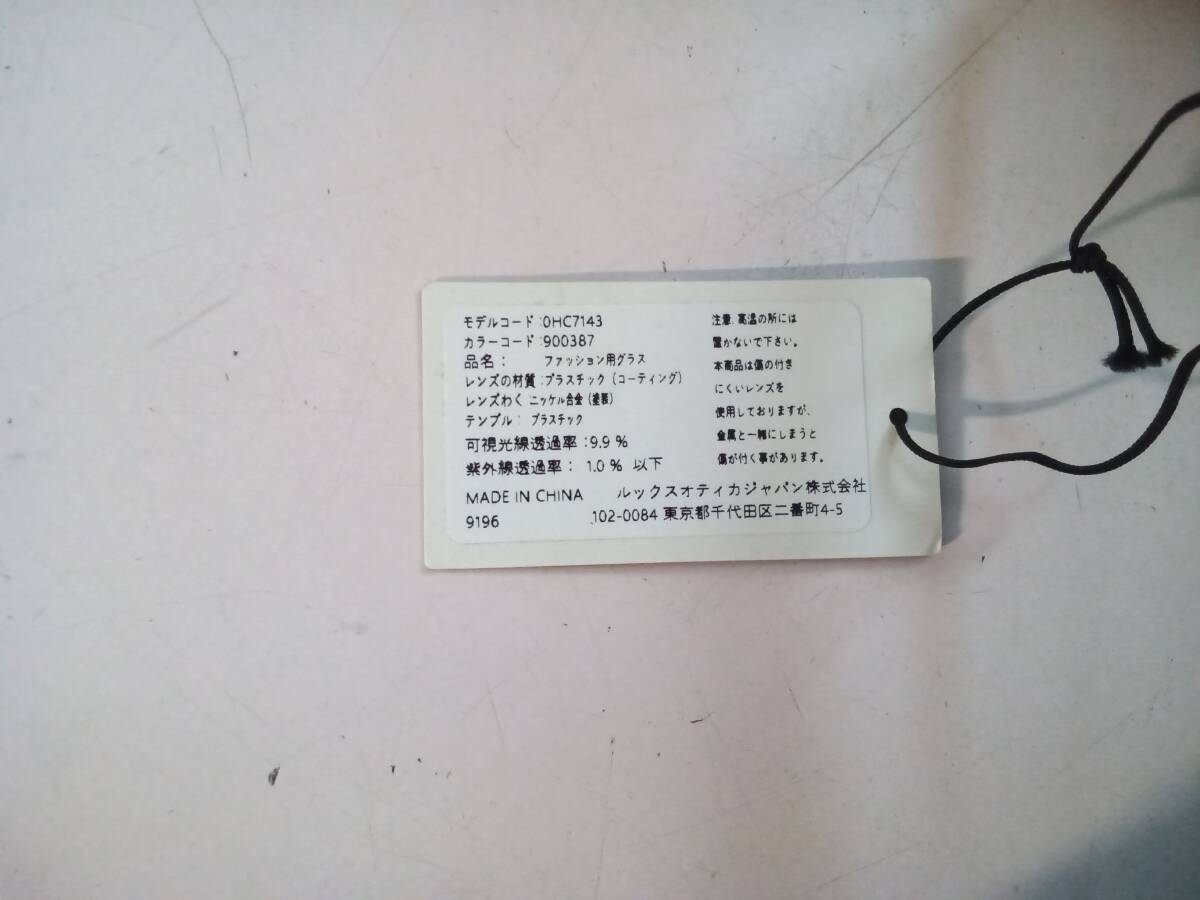 モデルコード :0HC7143
カラーコード :900387
品名： ファッション用グラス
レンズの材質 :プラスチック (コーティング)
レンズわく ニッケル合金 (塗装)
テンプル： プラスチック
可視光線透過率 :9.9 %
紫外線透過率： 1.0 % 以下
注意.高温の所には
置かないで下さい。
本商品は傷の付き
にくいレンズを
使用しておりますが、
金属と一緒にしまうと
傷が付く事があります。
MADE IN CHINA ルックスオティカジャパン株式会社
9196 102-0084 東京都千代田区二番町4-5